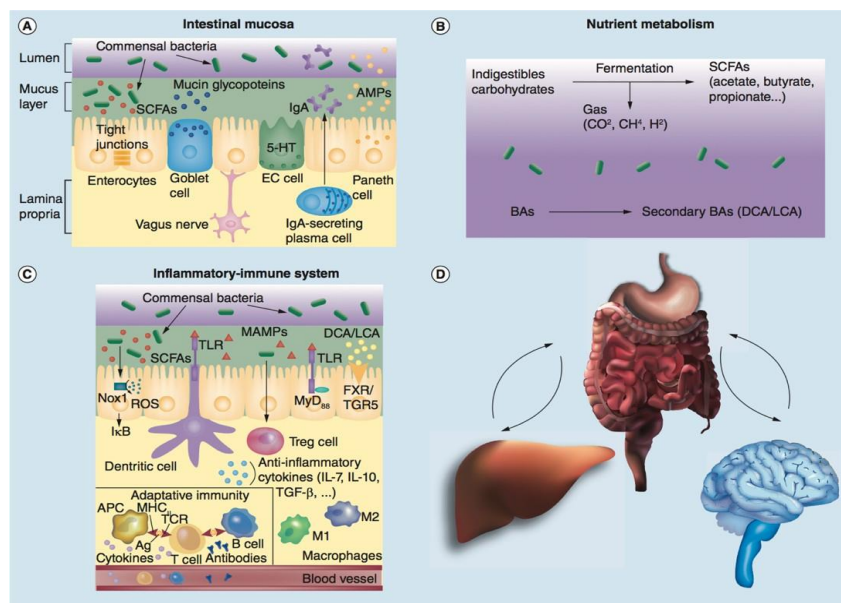 A
Intestinal mucosa
Lumen
Commensal bacteria
Mucus
layer
Mucin glycopoteins
SCFAs
IgA
AMPs
Tight
junctions
5-HT
Enterocytes
Goblet
cell
EC cell
Paneth
cell
Lamina
propria
Vagus nerve
IgA-secreting
plasma cell
B
Nutrient metabolism
Indigestibles
carbohydrates
Fermentation
SCFAs
(acetate, butyrate,
propionate...)
Gas
(CO², CH⁴, H²)
BAs
Secondary BAs (DCA/LCA)
C
Inflammatory-immune system
Commensal bacteria
SCFAs
TLR
MAMPs
TLR
DCA/LCA
Nox1
ROS
MyD₈₈
FXR/
TGR5
IκB
Dentritic cell
Treg cell
Anti-inflammatory
cytokines (IL-7, IL-10,
TGF-β, ...)
Adaptative immunity
APC
MHC II
TCR
Ag
Cytokines
T cell
B cell
Antibodies
M1
M2
Macrophages
Blood vessel
D